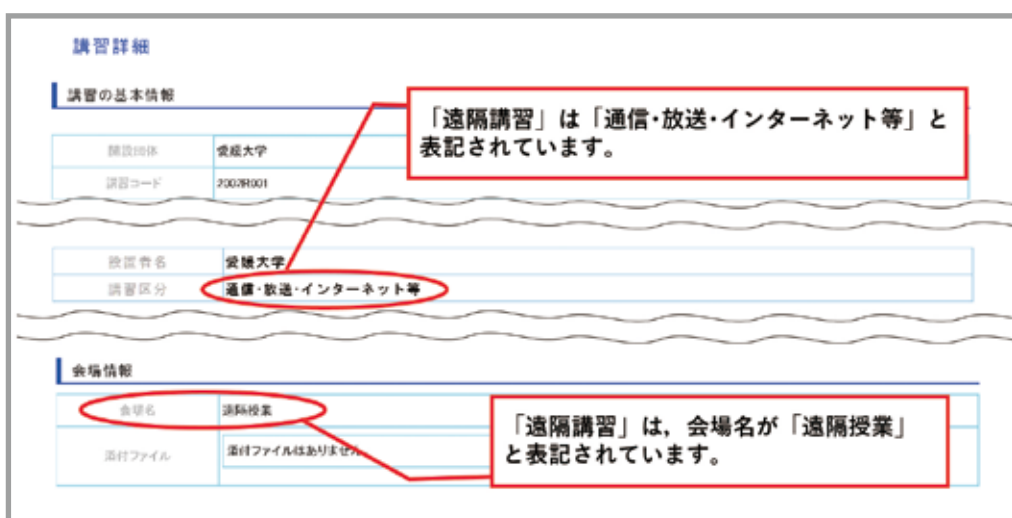 講習詳細
講習の基本情報
「遠隔講習」は「通信・放送・インターネット等」と
表記されています。
開設団体 愛媛大学
講習コード 2002R001
設置者名 愛媛大学
講習区分 通信・放送・インターネット等
会場情報
会場名 遠隔授業
「遠隔講習」は，会場名が「遠隔授業」
と表記されています。
添付ファイル 添付ファイルはありません